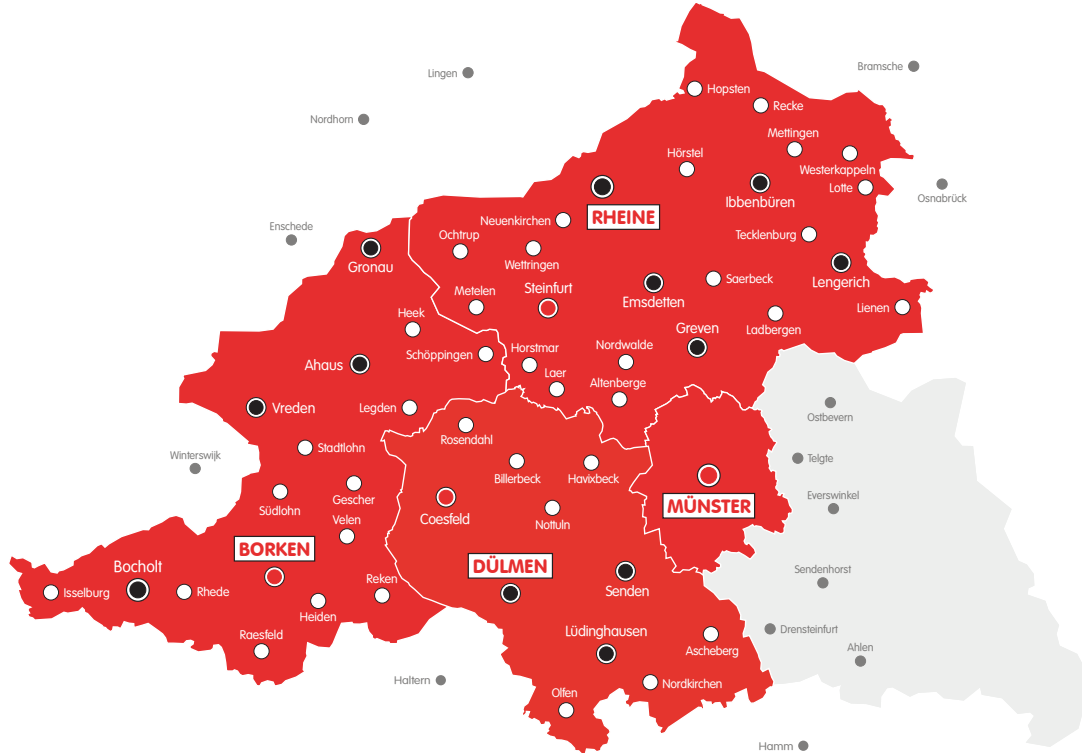 Lingen
Bramsche
Hopsten
Recke
Nordhorn
Mettingen
Hörstel
Westerkappeln
Lotte
Osnabrück
Ibbenbüren
Neuenkirchen
RHEINE
Enschede
Ochtrup
Tecklenburg
Gronau
Wettringen
Saerbeck
Lengerich
Metelen
Steinfurt
Emsdetten
Lienen
Heek
Greven
Ladbergen
Schöppingen
Horstmar
Nordwalde
Ahaus
Laer
Altenberge
Vreden
Legden
Ostbevern
Rosendahl
Stadtlohn
Winterswijk
Telgte
Billerbeck
Havixbeck
Gescher
Everswinkel
Südlohn
MÜNSTER
Velen
Coesfeld
Nottuln
BORKEN
Bocholt
DÜLMEN
Sendenhorst
Reken
Isselburg
Rhede
Senden
Heiden
Raesfeld
Lüdinghausen
Drensteinfurt
Ascheberg
Ahlen
Haltern
Nordkirchen
Olfen
Hamm